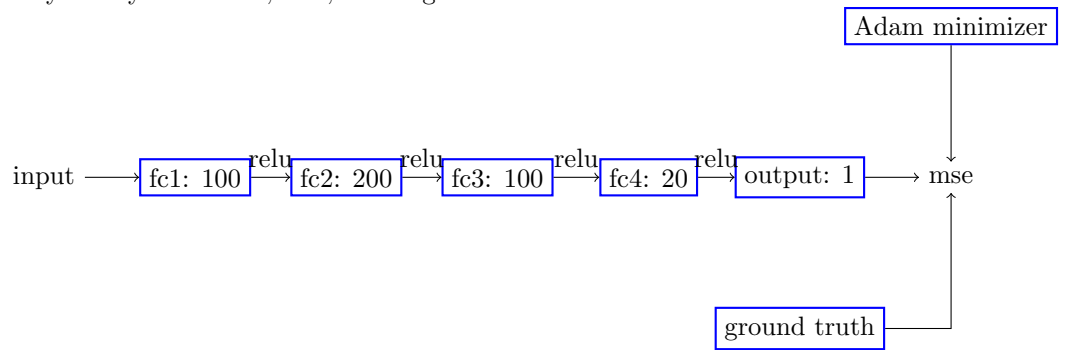 Adam minimizer
relu relu relu relu
input fc1: 100 fc2: 200 fc3: 100 fc4: 20 output: 1 mse
ground truth